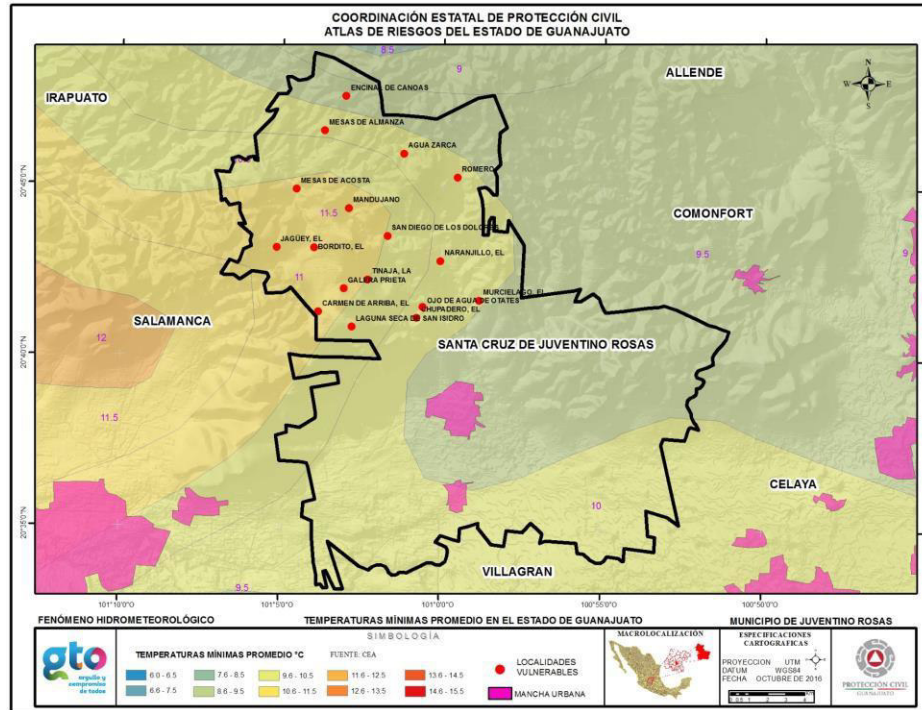 COORDINACIÓN ESTATAL DE PROTECCIÓN CIVIL
ATLAS DE RIESGOS DEL ESTADO DE GUANAJUATO
8.5
9
ALLENDE
N
W E
S
IRAPUATO
ENCINAL DE CANOAS
MESAS DE ALMANZA
AGUA ZARCA
ROMERO
MESAS DE ACOSTA
MANDUJANO
11.5
COMONFORT
SAN DIEGO DE LOS DOLORES
JAGÜEY, EL
BORDITO, EL
NARANJILLO, EL
9.5
9
TINAJA, LA
11
GALERA PRIETA
MURCIELAGO, EL
CARMEN DE ARRIBA, EL
OJO DE AGUA DE OTATES
CHUPADERO, EL
SALAMANCA
LAGUNA SECA DE SAN ISIDRO
12
SANTA CRUZ DE JUVENTINO ROSAS
11.5
CELAYA
10
VILLAGRAN
9.5
20°45'0"N
20°40'0"N
20°35'0"N
101°10'0"O 101°5'0"O 101°0'0"O 100°55'0"O 100°50'0"O
FENÓMENO HIDROMETEOROLÓGICO TEMPERATURAS MÍNIMAS PROMEDIO EN EL ESTADO DE GUANAJUATO MUNICIPIO DE JUVENTINO ROSAS
SIMBOLOGÍA
gto
orgullo y
compromiso
de todos
TEMPERATURAS MÍNIMAS PROMEDIO °C FUENTE: CEA
6.0 - 6.5 7.6 - 8.5 9.6 - 10.5 11.6 - 12.5 13.6 - 14.5
6.6 - 7.5 8.6 - 9.5 10.6 - 11.5 12.6 - 13.5 14.6 - 15.5
LOCALIDADES
VULNERABLES
MANCHA URBANA
MACROLOCALIZACIÓN
ESPECIFICACIONES
CARTOGRAFICAS
PROYECCION UTM
DATUM WGS84
FECHA OCTUBRE DE 2016
PROTECCIÓN CIVIL
GUANAJUATO